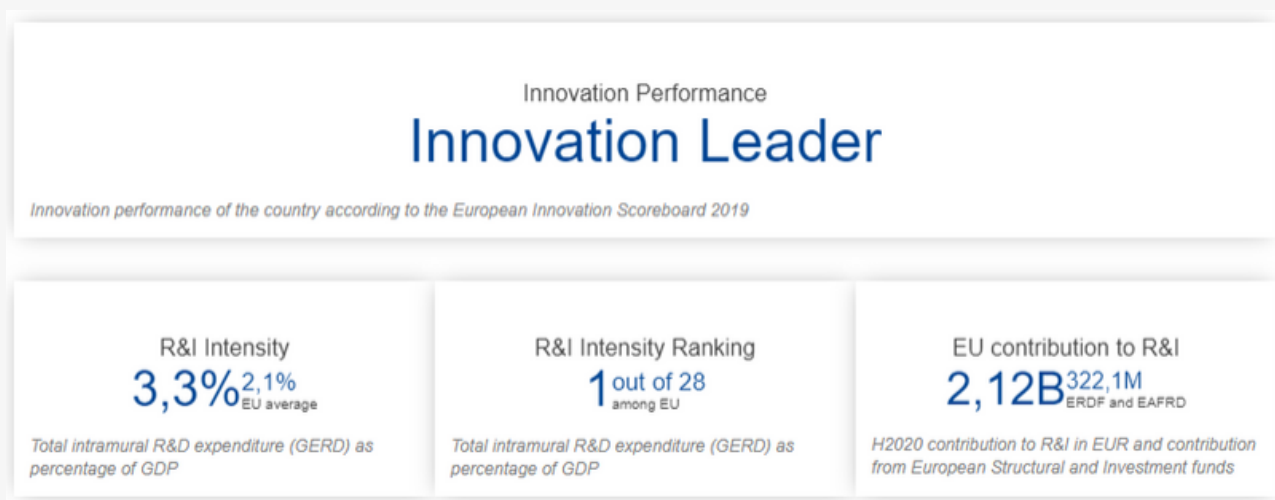 Innovation Performance
Innovation Leader
Innovation performance of the country according to the European Innovation Scoreboard 2019
R&I Intensity
3,3% 2,1%
EU average
Total intramural R&D expenditure (GERD) as
percentage of GDP
R&I Intensity Ranking
1 out of 28
among EU
Total intramural R&D expenditure (GERD) as
percentage of GDP
EU contribution to R&I
2,12B 322,1M
ERDF and EAFRD
H2020 contribution to R&I in EUR and contribution
from European Structural and Investment funds